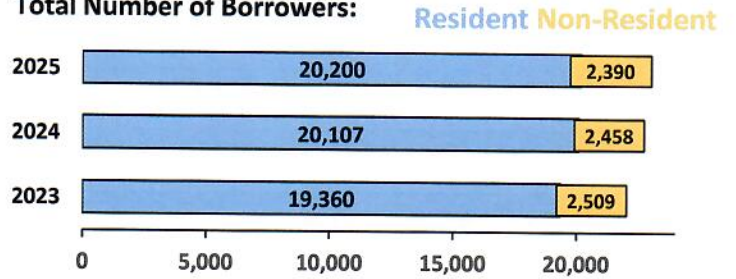 Total Number of Borrowers:
Resident Non-Resident
2025 20,200 2,390
2024 20,107 2,458
2023 19,360 2,509
0 5,000 10,000 15,000 20,000